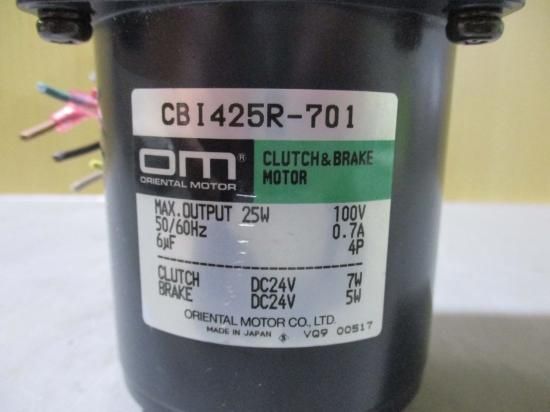 CBI425R-701
om®
ORIENTAL MOTOR
CLUTCH & BRAKE
MOTOR
MAX.OUTPUT 25W 100V
50/60Hz 0.7A
6μF 4P
CLUTCH DC24V 7W
BRAKE DC24V 5W
ORIENTAL MOTOR CO., LTD.
MADE IN JAPAN S VQ9 00517